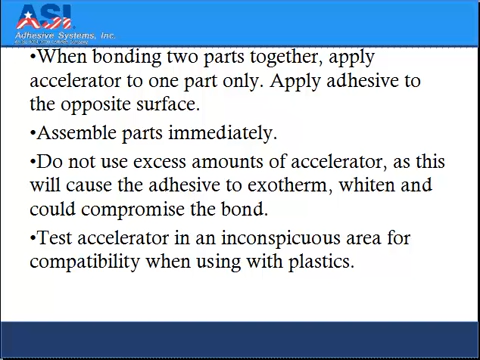 ASI
Adhesive Systems, Inc.
•When bonding two parts together, apply
accelerator to one part only. Apply adhesive to
the opposite surface.
•Assemble parts immediately.
•Do not use excess amounts of accelerator, as this
will cause the adhesive to exotherm, whiten and
could compromise the bond.
•Test accelerator in an inconspicuous area for
compatibility when using with plastics.